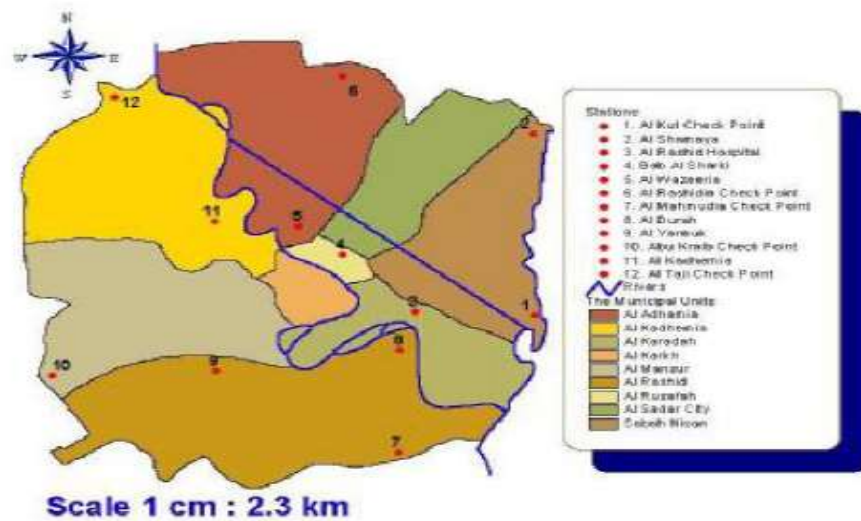 N
W E
S
12
6
2
11
5
4
3
1
8
10
9
7
Stations
1. Al Kut Check Point
2. Al Shamaya
3. Al Rashid Hospital
4. Bab Al Sharki
5. Al Wazeeria
6. Al Rashidia Check Point
7. Al Mahmudia Check Point
8. Al Durah
9. Al Yarmuk
10. Abu Krab Check Point
11. Al Kadhemia
12. Al Taji Check Point
Rivers
The Municipal Units
Al Adhamia
Al Kadhemia
Al Karadah
Al Karkh
Al Mansur
Al Rashid
Al Rusafah
Al Sadar City
Nissan
Scale 1 cm : 2.3 km